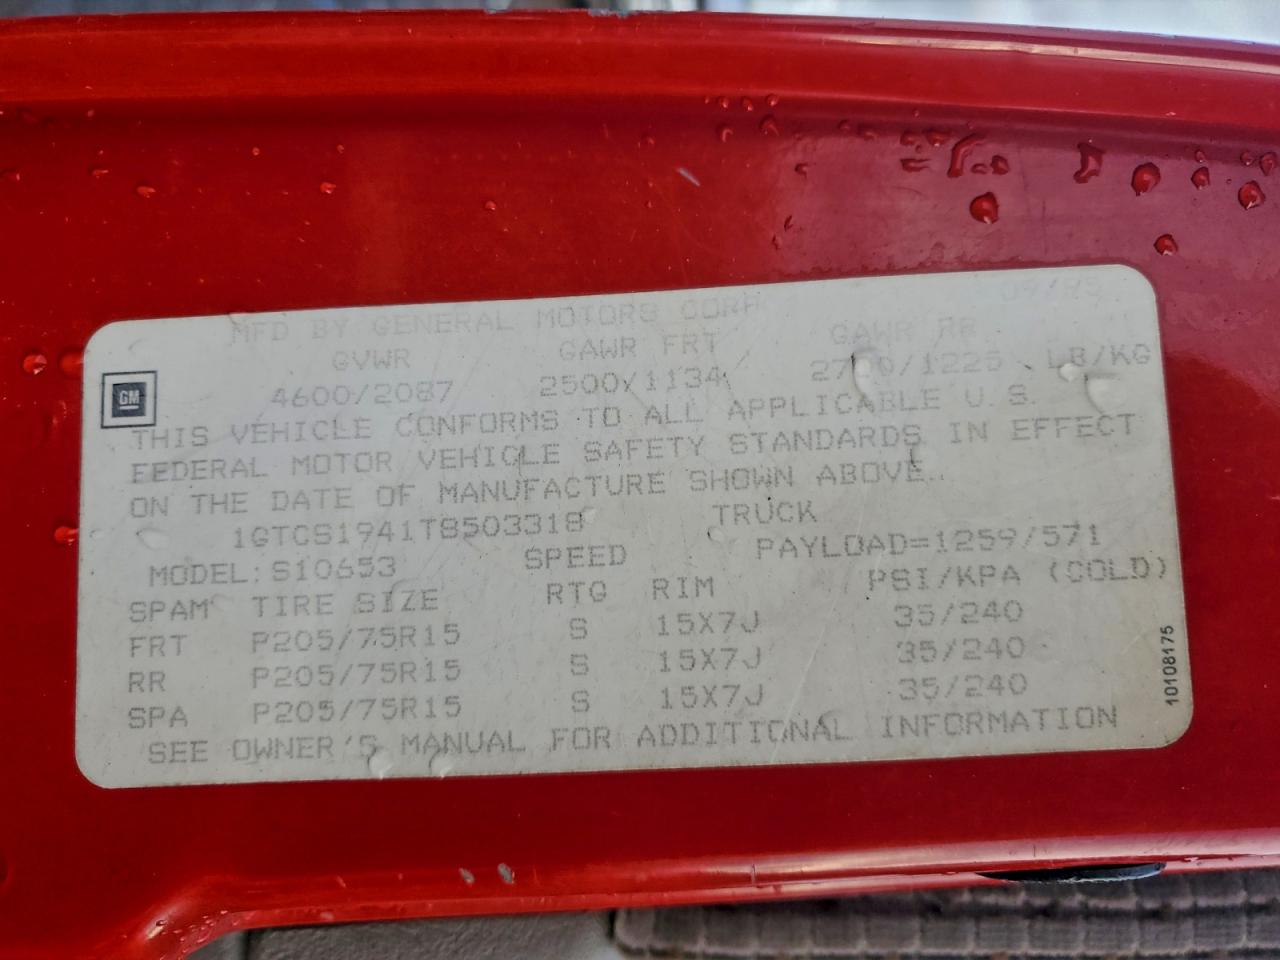 MFD BY GENERAL MOTORS CORP 09/95
GVWR GAWR FRT GAWR RR
4600/2087 2500/1134 2700/1225 LB/KG
GM
THIS VEHICLE CONFORMS TO ALL APPLICABLE U.S.
FEDERAL MOTOR VEHICLE SAFETY STANDARDS IN EFFECT
ON THE DATE OF MANUFACTURE SHOWN ABOVE.
1GTCS1941T8503318 TRUCK
MODEL:S10653 SPEED PAYLOAD=1259/571
SPAM TIRE SIZE RTG RIM PSI/KPA (COLD)
FRT P205/75R15 S 15X7J 35/240
RR P205/75R15 S 15X7J 35/240
SPA P205/75R15 S 15X7J 35/240
SEE OWNER'S MANUAL FOR ADDITIONAL INFORMATION
10108175